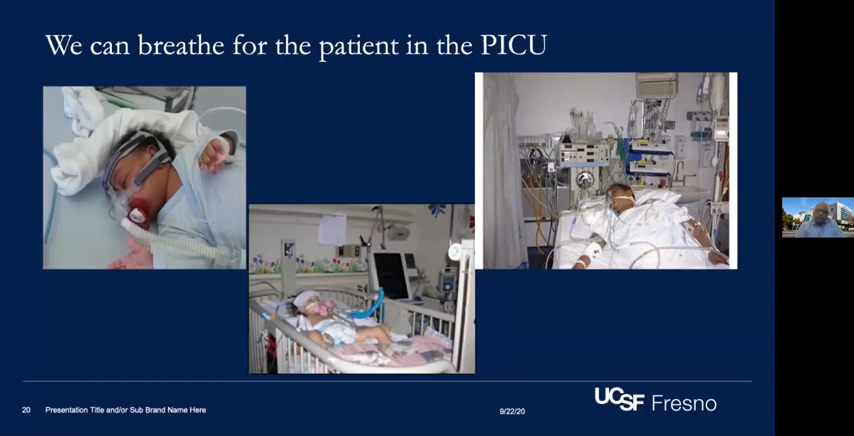 We can breathe for the patient in the PICU
20 Presentation Title and/or Sub Brand Name Here
9/22/20
UCSF Fresno